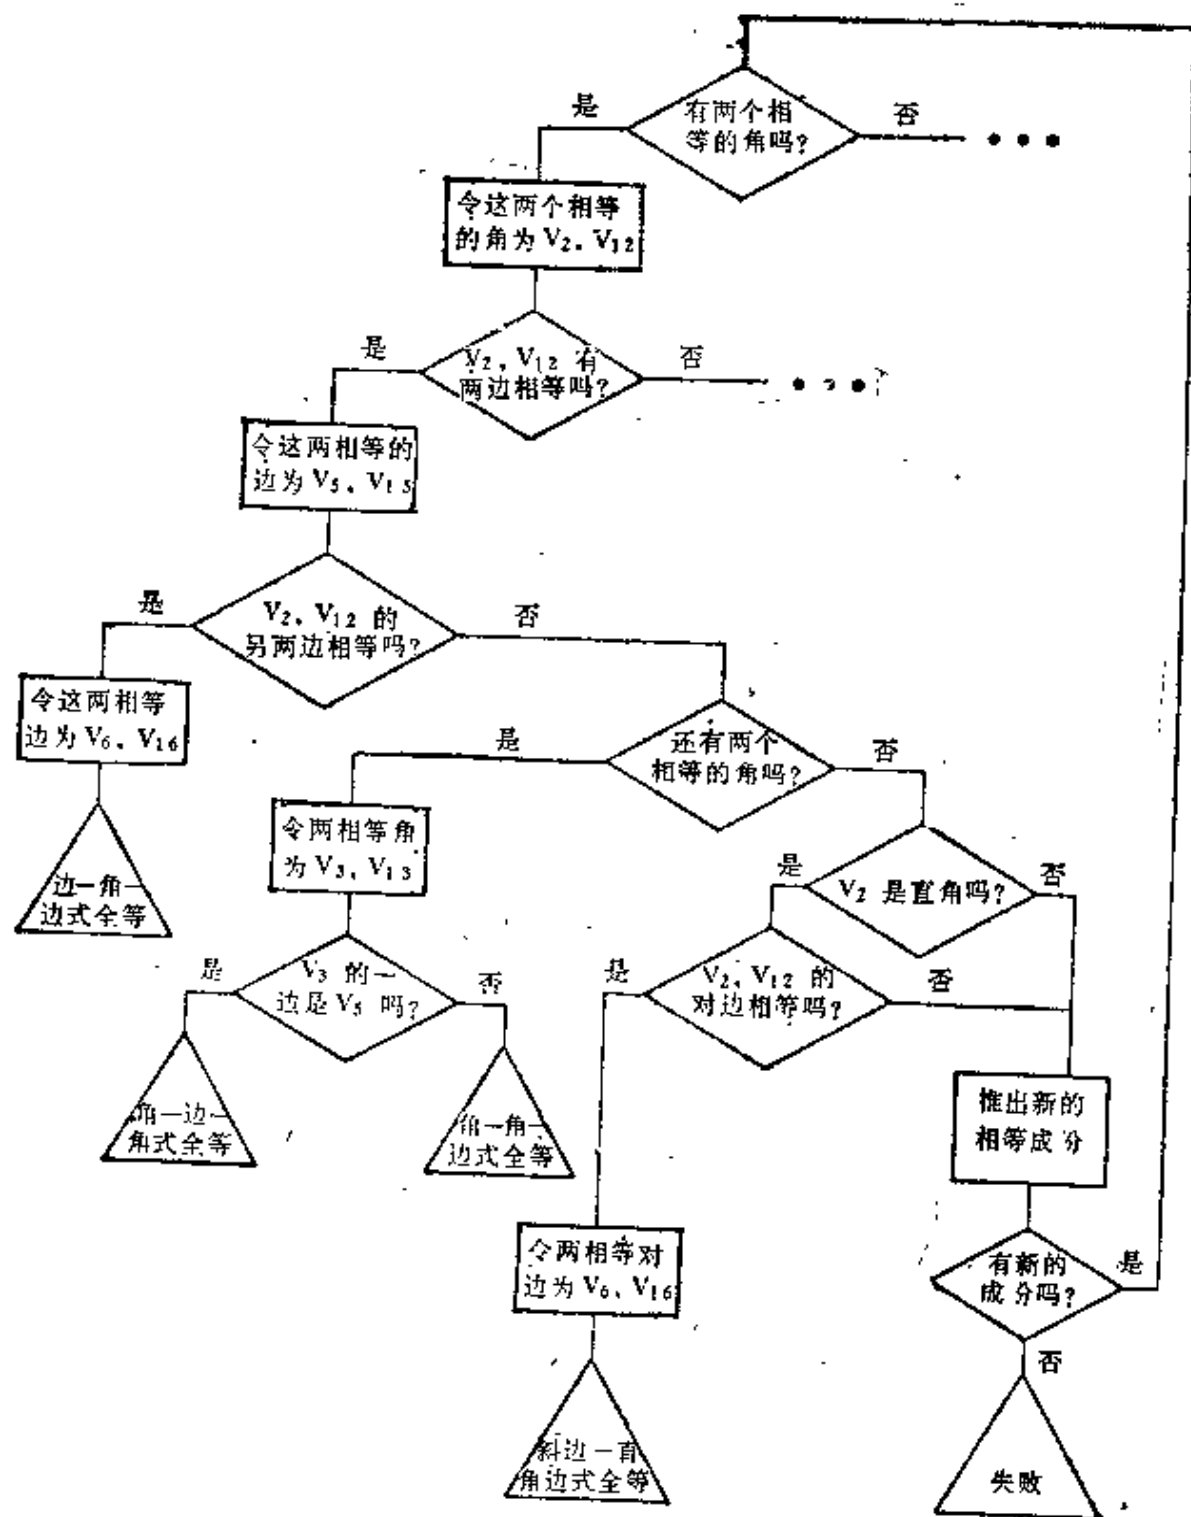 有两个相
等的角吗?
是
否
令这两个相等
的角为 V₂、V₁₂
V₂、V₁₂ 有
两边相等吗?
是
否
令这两相等的
边为 V₅、V₁₅
V₂、V₁₂ 的
另两边相等吗?
是
否
令这两相等
边为 V₆、V₁₆
边一角一
边式全等
还有两个
相等的角吗?
是
否
令两相等角
为 V₃、V₁₃
V₂ 是直角吗?
是
否
V₃ 的一
边是 V₅ 吗?
是
否
V₂、V₁₂ 的
对边相等吗?
是
否
角一边一
角式全等
角一角一
边式全等
推出新的
相等成分
令两相等对
边为 V₆、V₁₆
有新的
成分吗?
是
否
斜边一直
角边式全等
失败